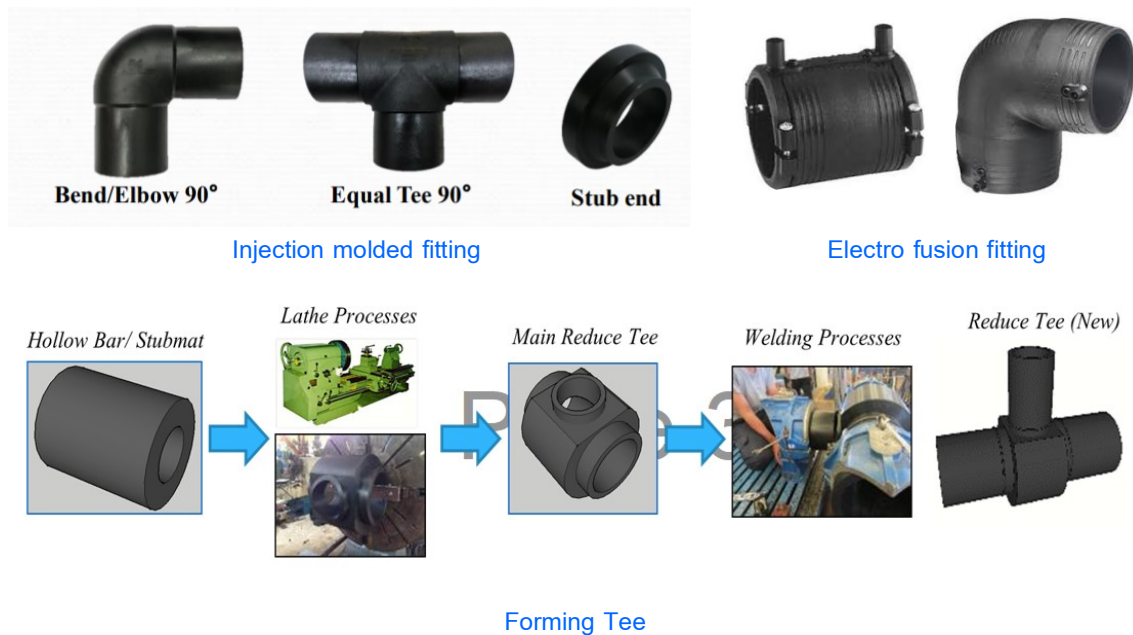 Bend/Elbow 90°
Equal Tee 90°
Stub end
Injection molded fitting
Electro fusion fitting
Hollow Bar/ Stubmat
Lathe Processes
Main Reduce Tee
Welding Processes
Reduce Tee (New)
Forming Tee